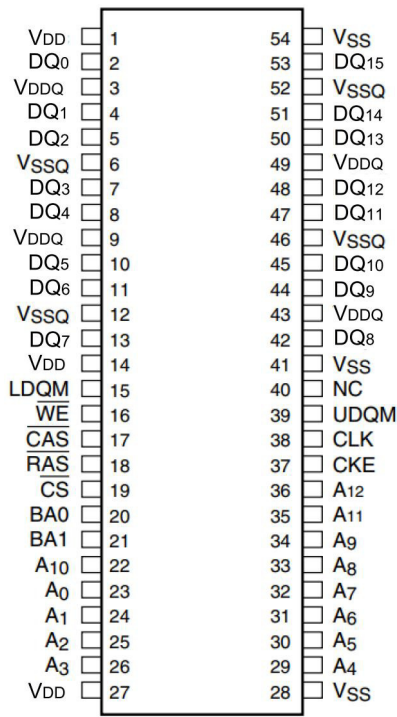 VDD 1 54 VSS
DQ0 2 53 DQ15
VDDQ 3 52 VSSQ
DQ1 4 51 DQ14
DQ2 5 50 DQ13
VSSQ 6 49 VDDQ
DQ3 7 48 DQ12
DQ4 8 47 DQ11
VDDQ 9 46 VSSQ
DQ5 10 45 DQ10
DQ6 11 44 DQ9
VSSQ 12 43 VDDQ
DQ7 13 42 DQ8
VDD 14 41 VSS
LDQM 15 40 NC
W̅E̅ 16 39 UDQM
C̅A̅S̅ 17 38 CLK
R̅A̅S̅ 18 37 CKE
C̅S̅ 19 36 A12
BA0 20 35 A11
BA1 21 34 A9
A10 22 33 A8
A0 23 32 A7
A1 24 31 A6
A2 25 30 A5
A3 26 29 A4
VDD 27 28 VSS